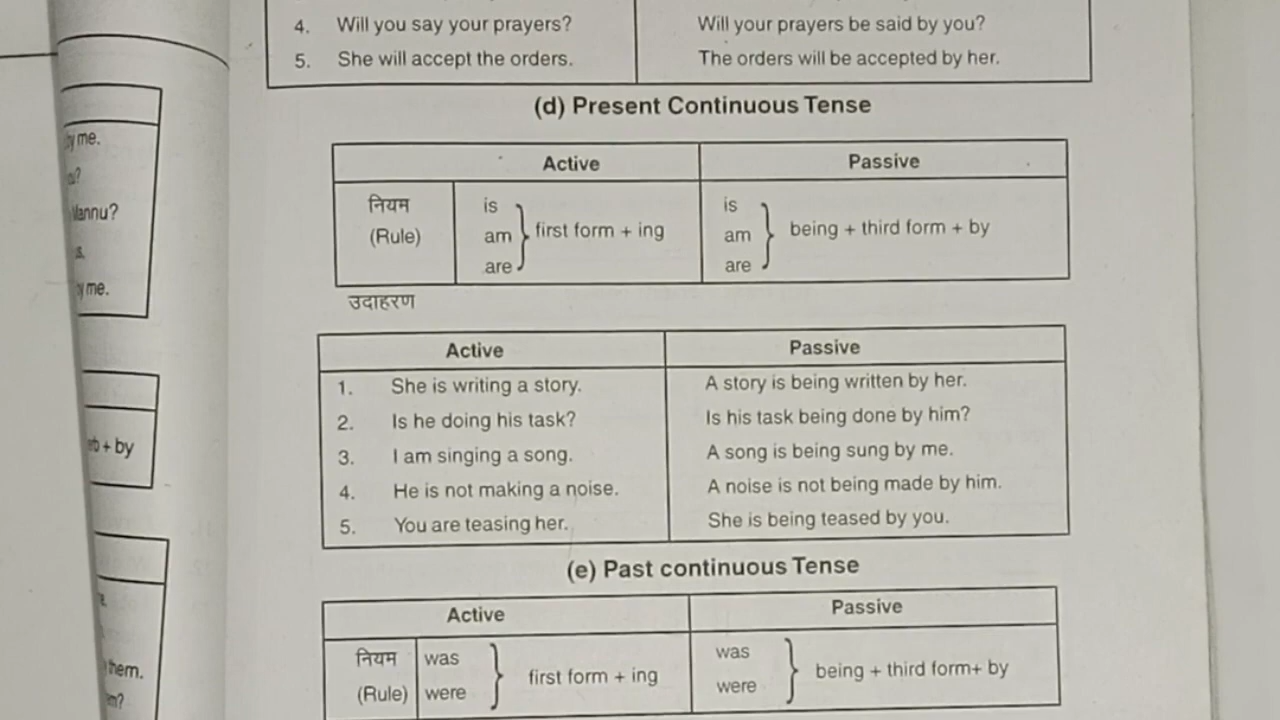 4. Will you say your prayers? Will your prayers be said by you?
5. She will accept the orders. The orders will be accepted by her.
(d) Present Continuous Tense
Active Passive
नियम (Rule) is am are } first form + ing is am are } being + third form + by
उदाहरण
Active Passive
1. She is writing a story. A story is being written by her.
2. Is he doing his task? Is his task being done by him?
3. I am singing a song. A song is being sung by me.
4. He is not making a noise. A noise is not being made by him.
5. You are teasing her. She is being teased by you.
(e) Past continuous Tense
Active Passive
नियम (Rule) was were } first form + ing was were } being + third form+ by
me.
me.
+ by